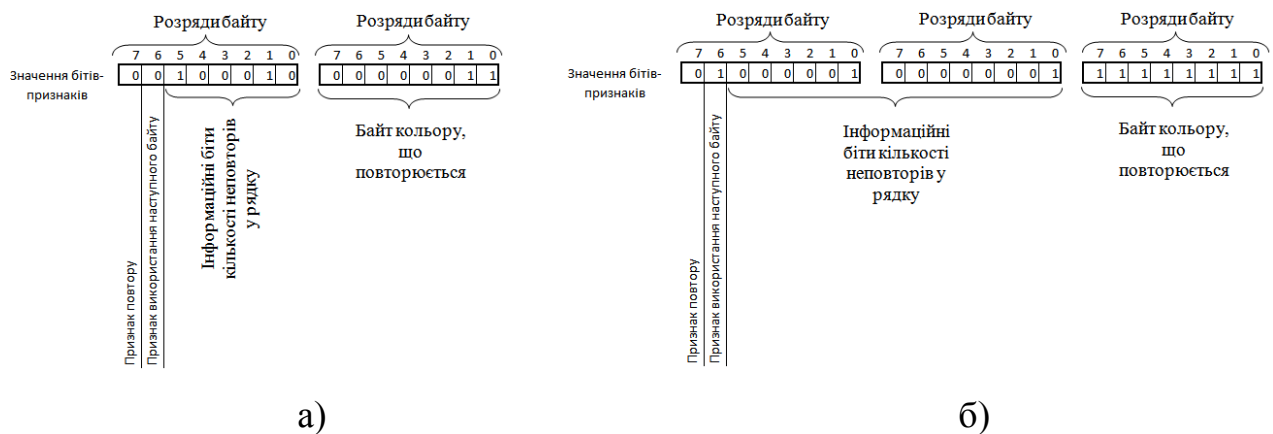 Розряди байту Розряди байту
7 6 5 4 3 2 1 0 7 6 5 4 3 2 1 0
Значення бітів-
признаків
0 0 1 0 0 0 1 0 0 0 0 0 0 0 1 1
Признак повтору
Признак використання наступного байту
Інформаційні біти
кількості неповторів
у рядку
Байт кольору,
що
повторюється
а)
Розряди байту Розряди байту Розряди байту
7 6 5 4 3 2 1 0 7 6 5 4 3 2 1 0 7 6 5 4 3 2 1 0
Значення бітів-
признаків
0 1 0 0 0 0 0 1 0 0 0 0 0 0 0 1 1 1 1 1 1 1 1 1
Признак повтору
Признак використання наступного байту
Інформаційні
біти кількості
неповторів у
рядку
Байт кольору,
що
повторюється
б)